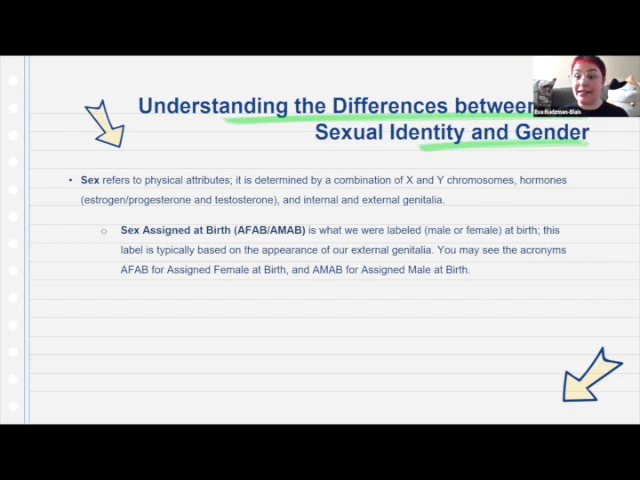 Understanding the Differences between
Sexual Identity and Gender
Eva Kudzman-Blais
• Sex refers to physical attributes; it is determined by a combination of X and Y chromosomes, hormones
(estrogen/progesterone and testosterone), and internal and external genitalia.
o Sex Assigned at Birth (AFAB/AMAB) is what we were labeled (male or female) at birth; this
label is typically based on the appearance of our external genitalia. You may see the acronyms
AFAB for Assigned Female at Birth, and AMAB for Assigned Male at Birth.